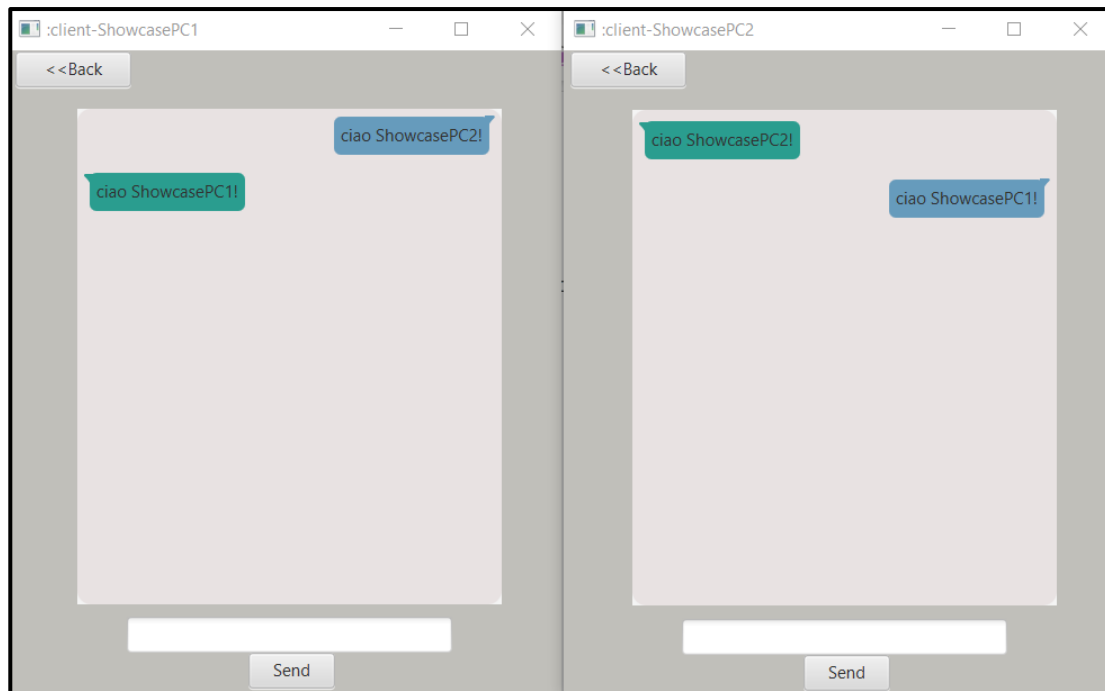 :client-ShowcasePC1
<<Back
ciao ShowcasePC2!
ciao ShowcasePC1!
Send
:client-ShowcasePC2
<<Back
ciao ShowcasePC2!
ciao ShowcasePC1!
Send